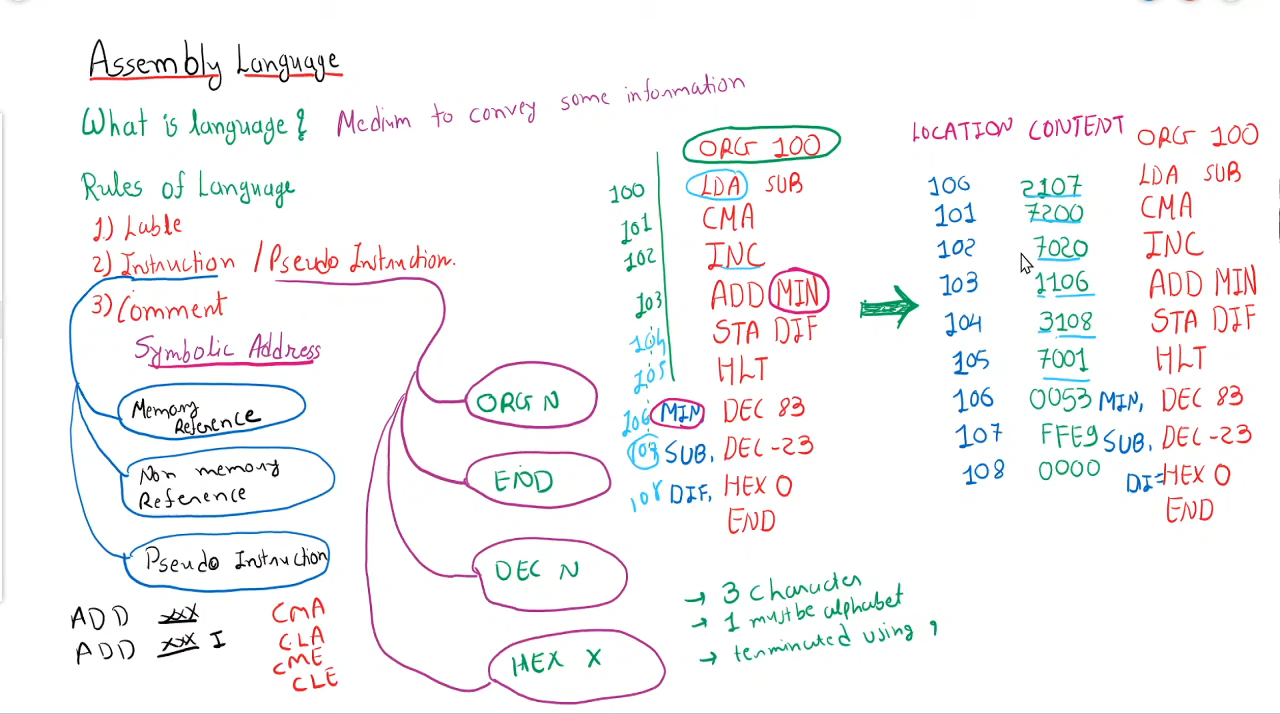 Assembly Language
What is language? Medium to convey some information
Rules of Language
1.) Lable
2) Instruction / Pseudo Instruction.
3) Comment
Symbolic Address
Memory
Reference
Non memory
Reference
Pseudo Instruction
ADD xxx
ADD xxx I
CMA
CLA
CME
CLE
ORG N
END
DEC N
HEX X
ORG 100
100 LDA SUB
101 CMA
102 INC
103 ADD MIN
104 STA DIF
105 HLT
106 MIN DEC 83
107 SUB, DEC -23
108 DIF, HEX 0
END
→ 3 character
→ 1 must be alphabet
→ terminated using ,
LOCATION CONTENT ORG 100
100 2107 LDA SUB
101 7200 CMA
102 7020 INC
103 1106 ADD MIN
104 3108 STA DIF
105 7001 HLT
106 0053 MIN, DEC 83
107 FFE9 SUB, DEC -23
108 0000 DIF HEX 0
END